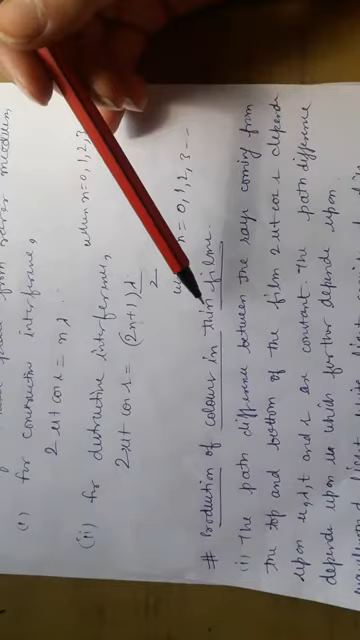 (i) for constructive interference,
2 μt cos r = nλ
when n = 0, 1, 2, 3
(ii) for destructive interference,
2μt cos r = (2n+1) λ/2
n = 0, 1, 2, 3 --
# Production of colours in thin films
(i) The path difference between the rays coming from
the top and bottom of the film 2μt cos r depends
upon μ, t and r are constant. The path difference
depends upon μ which further depends upon